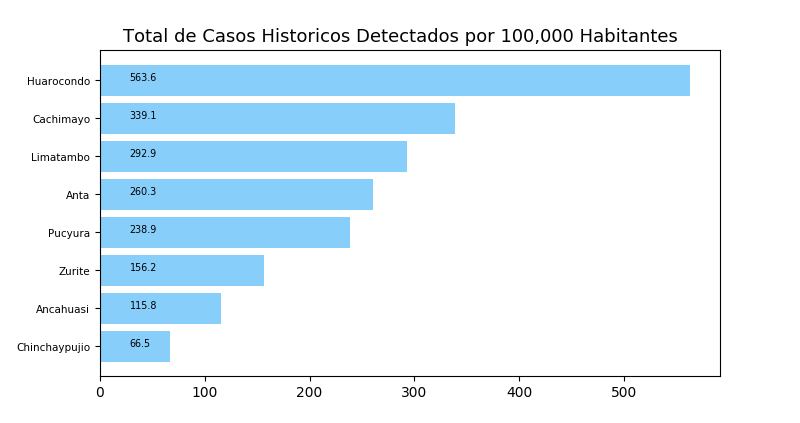 Total de Casos Historicos Detectados por 100,000 Habitantes
Huarocondo 563.6
Cachimayo 339.1
Limatambo 292.9
Anta 260.3
Pucyura 238.9
Zurite 156.2
Ancahuasi 115.8
Chinchaypujio 66.5
0 100 200 300 400 500